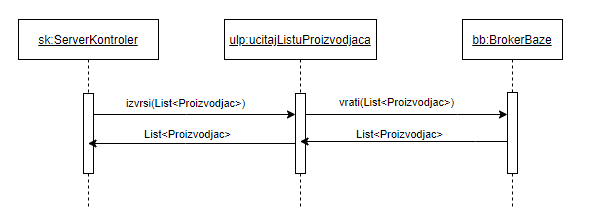 sk:ServerKontroler
ulp:ucitajListuProizvodjaca
bb:BrokerBaze
izvrsi(List<Proizvodjac>)
vrati(List<Proizvodjac>)
List<Proizvodjac>
List<Proizvodjac>